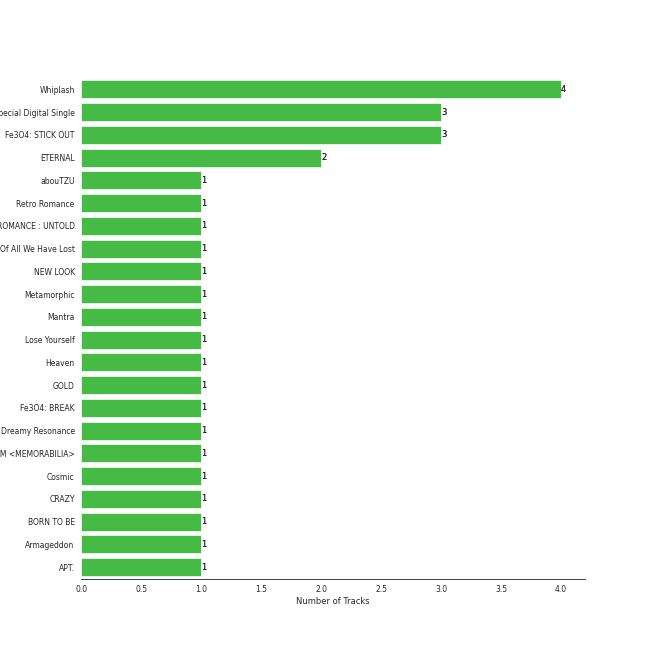 Whiplash 4
pecial Digital Single 3
Fe3O4: STICK OUT 3
ETERNAL 2
abouTZU 1
Retro Romance 1
ROMANCE : UNTOLD 1
Of All We Have Lost 1
NEW LOOK 1
Metamorphic 1
Mantra 1
Lose Yourself 1
Heaven 1
GOLD 1
Fe3O4: BREAK 1
Dreamy Resonance 1
M <MEMORABILIA> 1
Cosmic 1
CRAZY 1
BORN TO BE 1
Armageddon 1
APT. 1
0.0 0.5 1.0 1.5 2.0 2.5 3.0 3.5 4.0
Number of Tracks